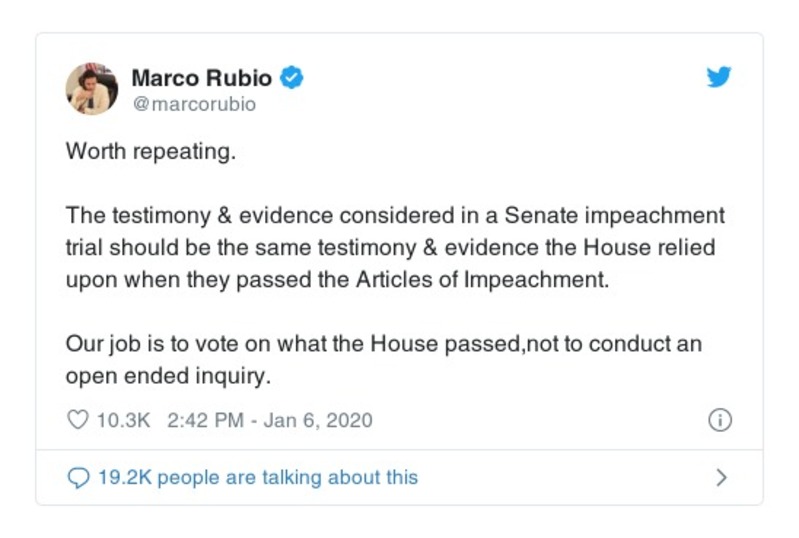 Marco Rubio
@marcorubio
Worth repeating.
The testimony & evidence considered in a Senate impeachment
trial should be the same testimony & evidence the House relied
upon when they passed the Articles of Impeachment.
Our job is to vote on what the House passed,not to conduct an
open ended inquiry.
10.3K 2:42 PM - Jan 6, 2020
19.2K people are talking about this